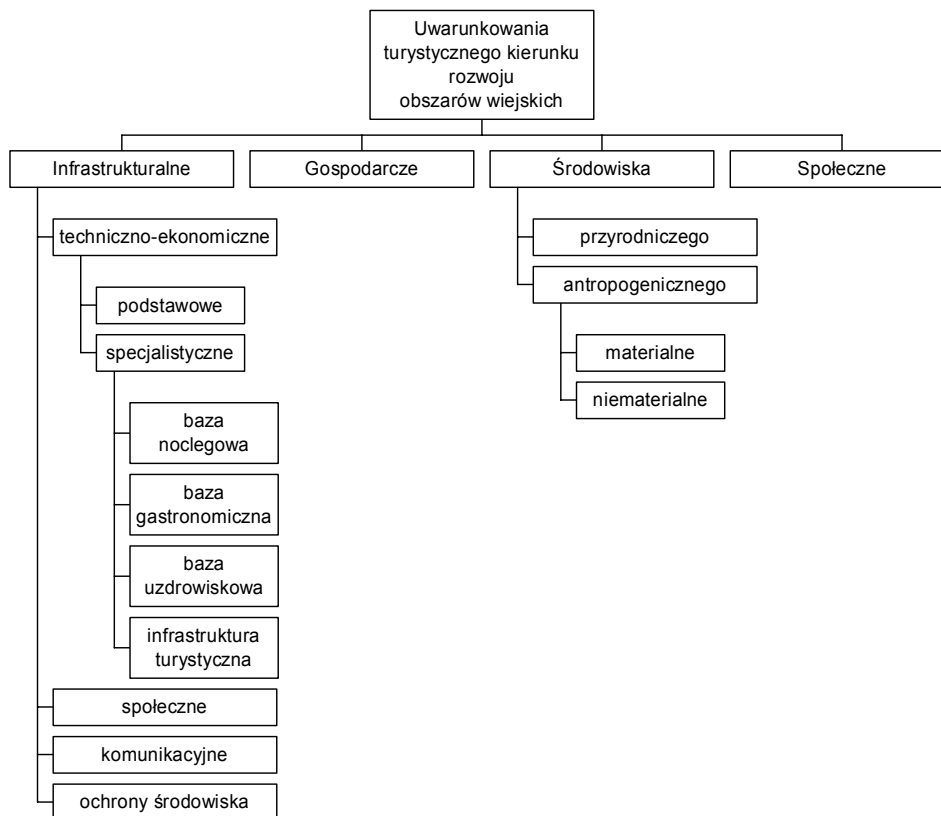 Uwarunkowania
turystycznego kierunku
rozwoju
obszarów wiejskich
Infrastrukturalne
Gospodarcze
Środowiska
Społeczne
techniczno-ekonomiczne
podstawowe
specjalistyczne
baza
noclegowa
baza
gastronomiczna
baza
uzdrowiskowa
infrastruktura
turystyczna
społeczne
komunikacyjne
ochrony środowiska
przyrodniczego
antropogenicznego
materialne
niematerialne